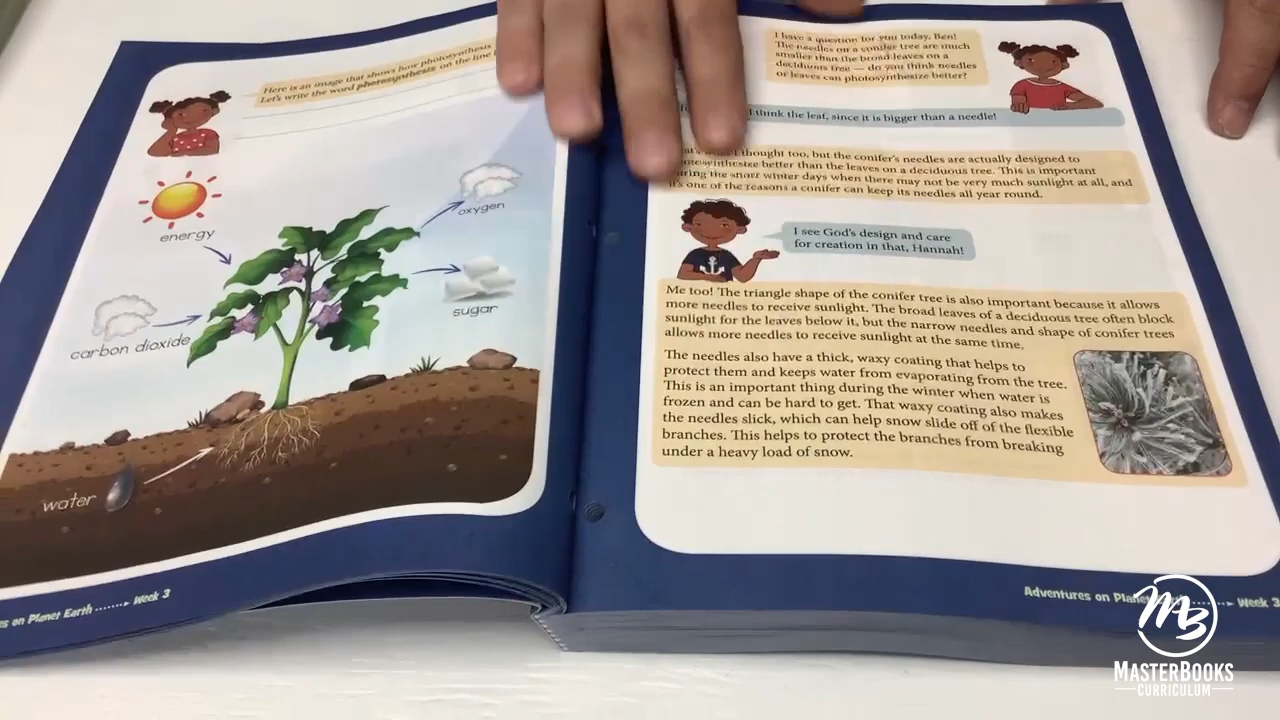 Here is an image that shows how photosynthesis
Let's write the word photosynthesis on the line
energy
oxygen
sugar
carbon dioxide
water
on Planet Earth ........ Week 3
I have a question for you today, Ben!
The needles on a conifer tree are much
smaller than the broad leaves on a
deciduous tree — do you think needles
or leaves can photosynthesize better?
I think the leaf, since it is bigger than a needle!
I thought too, but the conifer's needles are actually designed to
better than the leaves on a deciduous tree. This is important
during the short winter days when there may not be very much sunlight at all, and
it's one of the reasons a conifer can keep its needles all year round.
I see God's design and care
for creation in that, Hannah!
Me too! The triangle shape of the conifer tree is also important because it allows
more needles to receive sunlight. The broad leaves of a deciduous tree often block
sunlight for the leaves below it, but the narrow needles and shape of conifer trees
allows more needles to receive sunlight at the same time.
The needles also have a thick, waxy coating that helps to
protect them and keeps water from evaporating from the tree.
This is an important thing during the winter when water is
frozen and can be hard to get. That waxy coating also makes
the needles slick, which can help snow slide off of the flexible
branches. This helps to protect the branches from breaking
under a heavy load of snow.
Adventures on Planet Week 3
MB
MASTERBOOKS
CURRICULUM